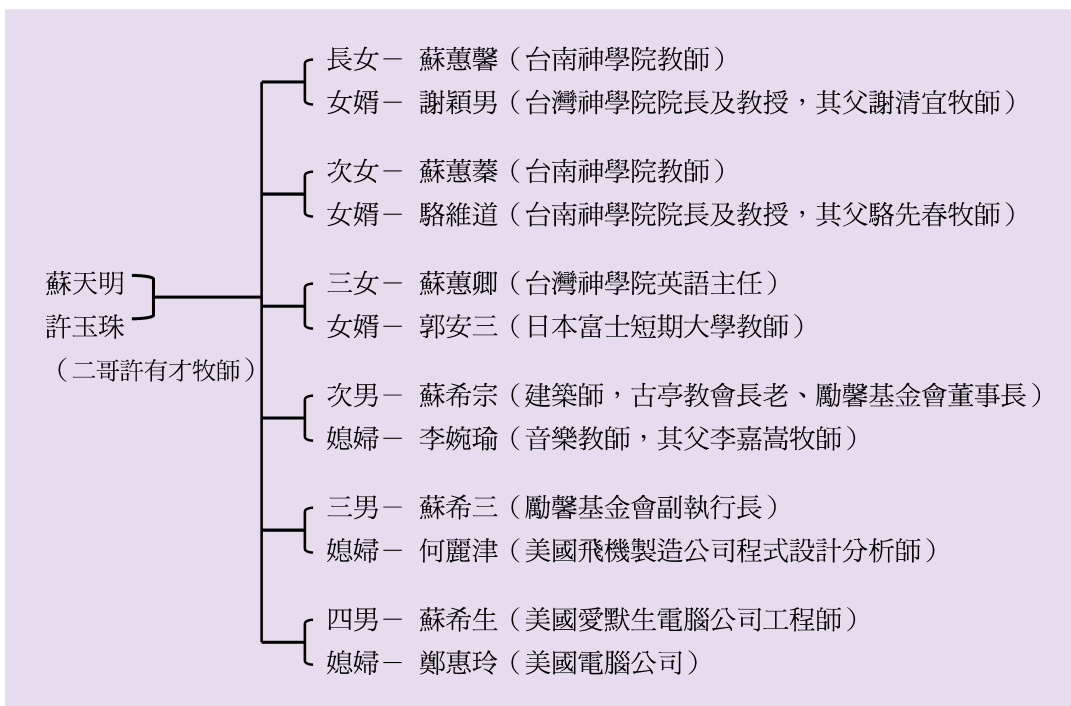 長女－ 蘇蕙馨（台南神學院教師）
女婿－ 謝穎男（台灣神學院院長及教授，其父謝清宜牧師）
次女－ 蘇蕙蓁（台南神學院教師）
女婿－ 駱維道（台南神學院院長及教授，其父駱先春牧師）
蘇天明
許玉珠
（二哥許有才牧師）
三女－ 蘇蕙卿（台灣神學院英語主任）
女婿－ 郭安三（日本富士短期大學教師）
次男－ 蘇希宗（建築師，古亭教會長老、勵馨基金會董事長）
媳婦－ 李婉瑜（音樂教師，其父李嘉嵩牧師）
三男－ 蘇希三（勵馨基金會副執行長）
媳婦－ 何麗津（美國飛機製造公司程式設計分析師）
四男－ 蘇希生（美國愛默生電腦公司工程師）
媳婦－ 鄭惠玲（美國電腦公司）